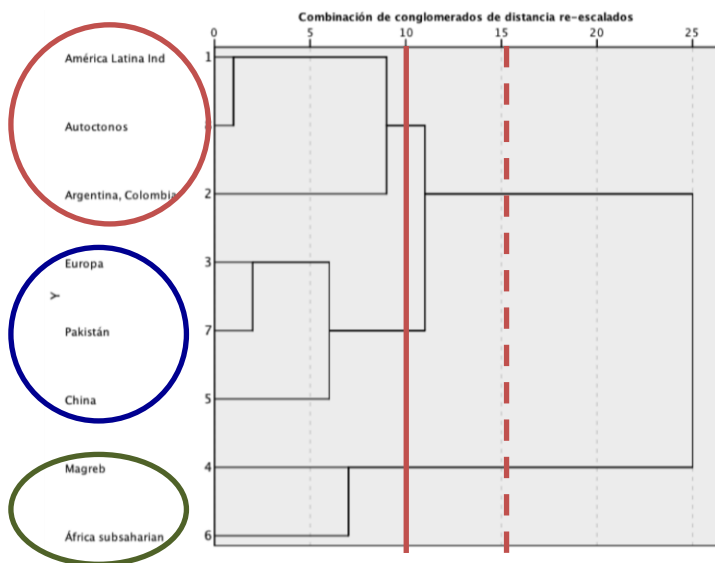 Combinación de conglomerados de distancia re-escalados
0 5 10 15 20 25
América Latina Ind 1
Autoctonos
Argentina, Colombia 2
Europa 3
Y
Pakistán 7
China 5
Magreb 4
África subsaharian 6